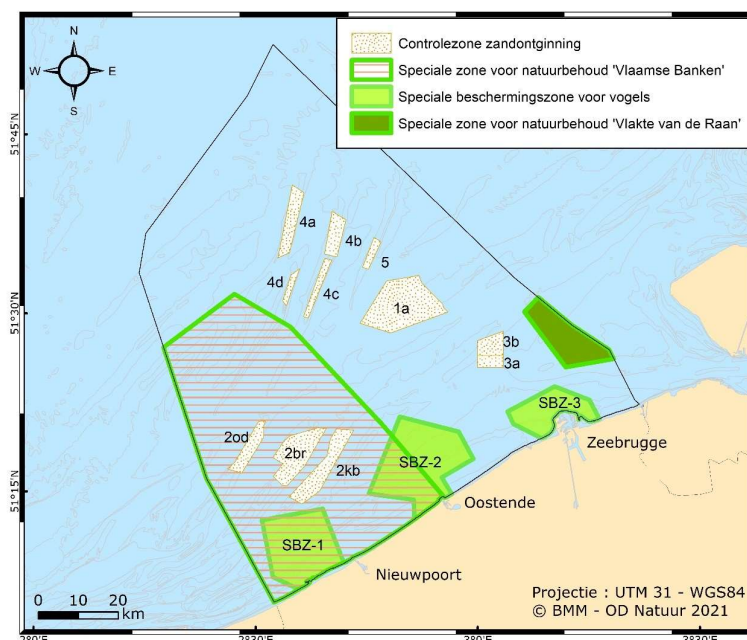 N
W E
S
Controlezone zandontginning
Speciale zone voor natuurbehoud 'Vlaamse Banken'
Speciale beschermingszone voor vogels
Speciale zone voor natuurbehoud 'Vlakte van de Raan'
51°45'N
51°30'N
51°15'N
4a
4b
5
4d
4c
1a
3b
3a
2od
2br
2kb
SBZ-3
SBZ-2
SBZ-1
Zeebrugge
Oostende
Nieuwpoort
0 10 20
km
Projectie : UTM 31 - WGS84
© BMM - OD Natuur 2021